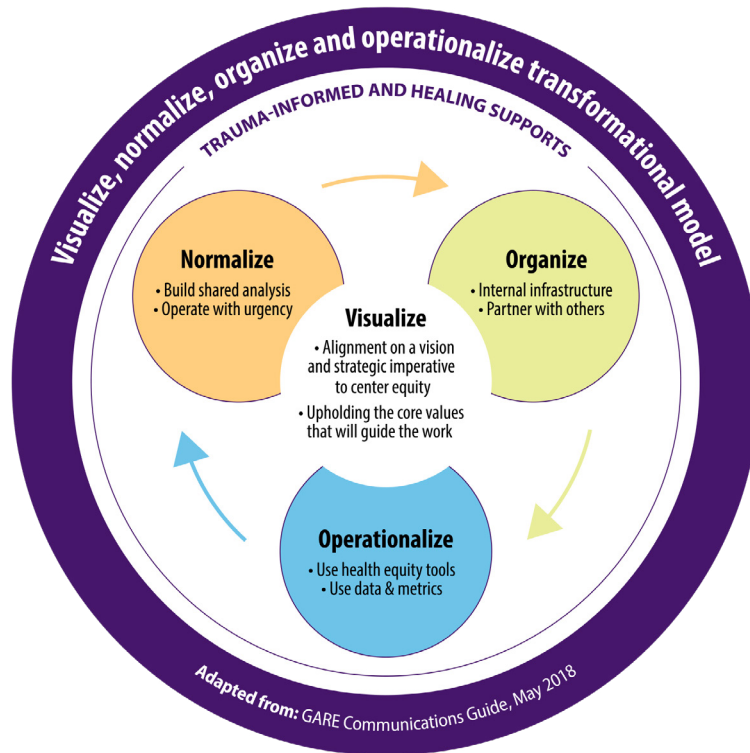 Visualize, normalize, organize and operationalize transformational model
TRAUMA-INFORMED AND HEALING SUPPORTS
Normalize
• Build shared analysis
• Operate with urgency
Organize
• Internal infrastructure
• Partner with others
Visualize
• Alignment on a vision
and strategic imperative
to center equity
• Upholding the core values
that will guide the work
Operationalize
• Use health equity tools
• Use data & metrics
Adapted from: GARE Communications Guide, May 2018